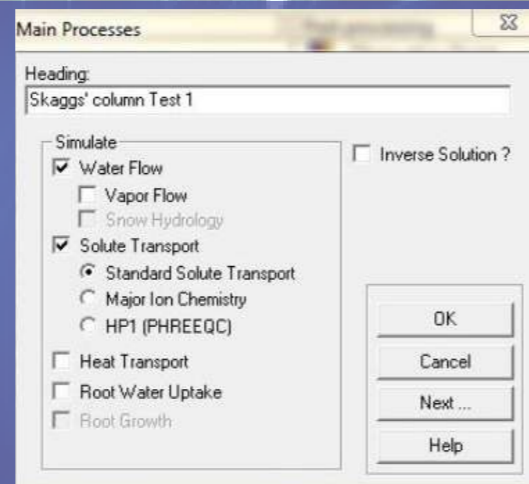 Main Processes
Heading:
Skaggs' column Test 1
Simulate
Water Flow
Vapor Flow
Snow Hydrology
Solute Transport
Standard Solute Transport
Major Ion Chemistry
HP1 (PHREEQC)
Heat Transport
Root Water Uptake
Root Growth
Inverse Solution ?
OK
Cancel
Next ...
Help